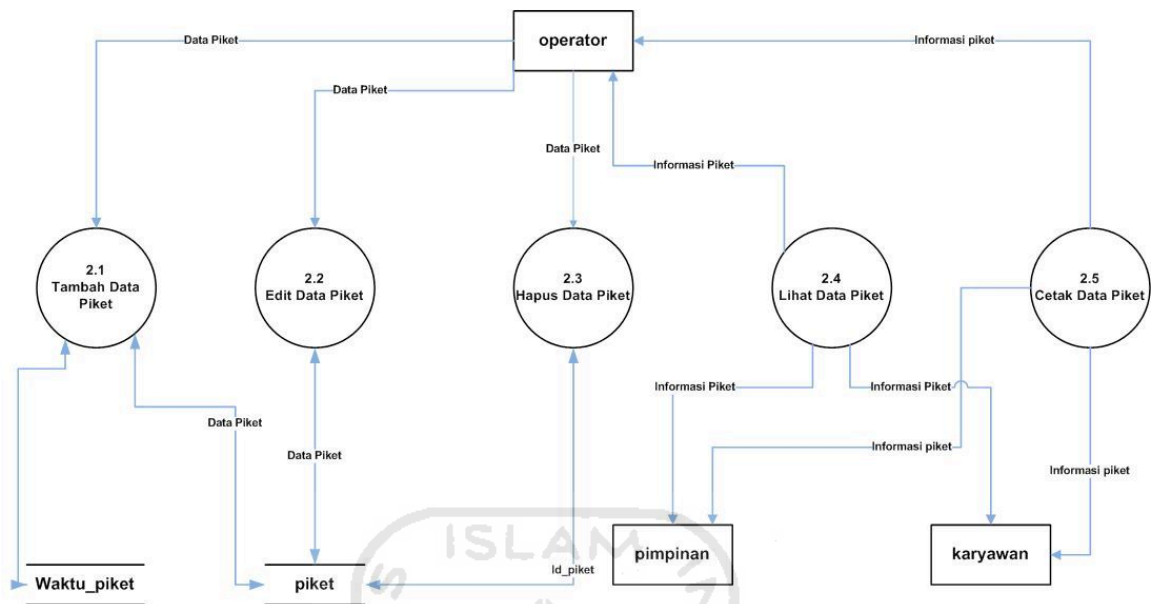 operator
Data Piket
Informasi piket
Data Piket
Data Piket
Informasi Piket
2.1
Tambah Data
Piket
2.2
Edit Data Piket
2.3
Hapus Data Piket
2.4
Lihat Data Piket
2.5
Cetak Data Piket
Informasi Piket
Informasi Piket
Data Piket
Data Piket
Informasi piket
Informasi piket
ISLAM
pimpinan
karyawan
Id_piket
Waktu_piket
piket